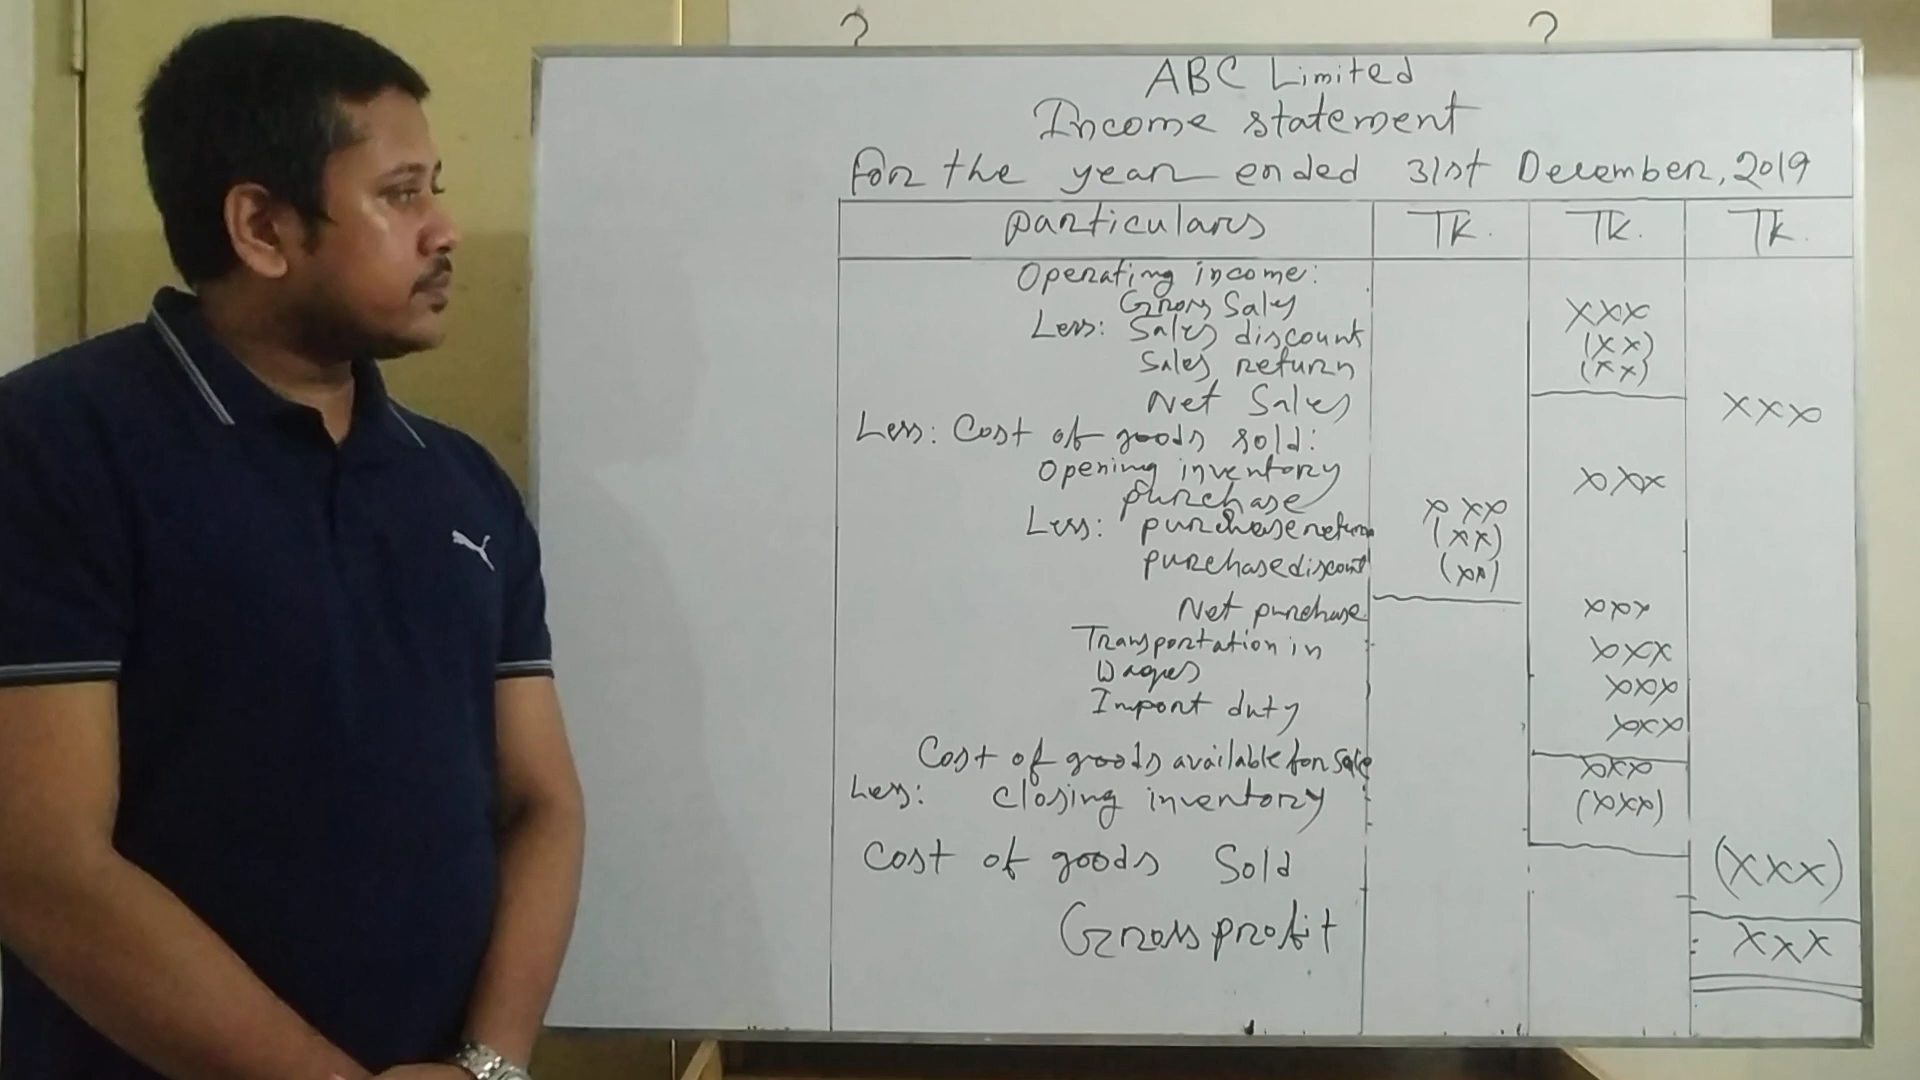 ABC Limited
Income statement
For the year ended 31st December, 2019
particulars Tk. Tk. Tk.
Operating income:
Gross Sales xxx
Less: Sales discount (xx)
Sales return (xx)
Net Sales xxx
Less: Cost of goods sold:
Opening inventory xxx
purchase xxx
Less: purchase return (xx)
purchase discount (xx)
Net purchase xxx
Transportation in xxx
Wages xxx
Import duty xxx
Cost of goods available for sale xxx
Less: Closing inventory (xxx)
Cost of goods Sold (xxx)
Gross profit xxx